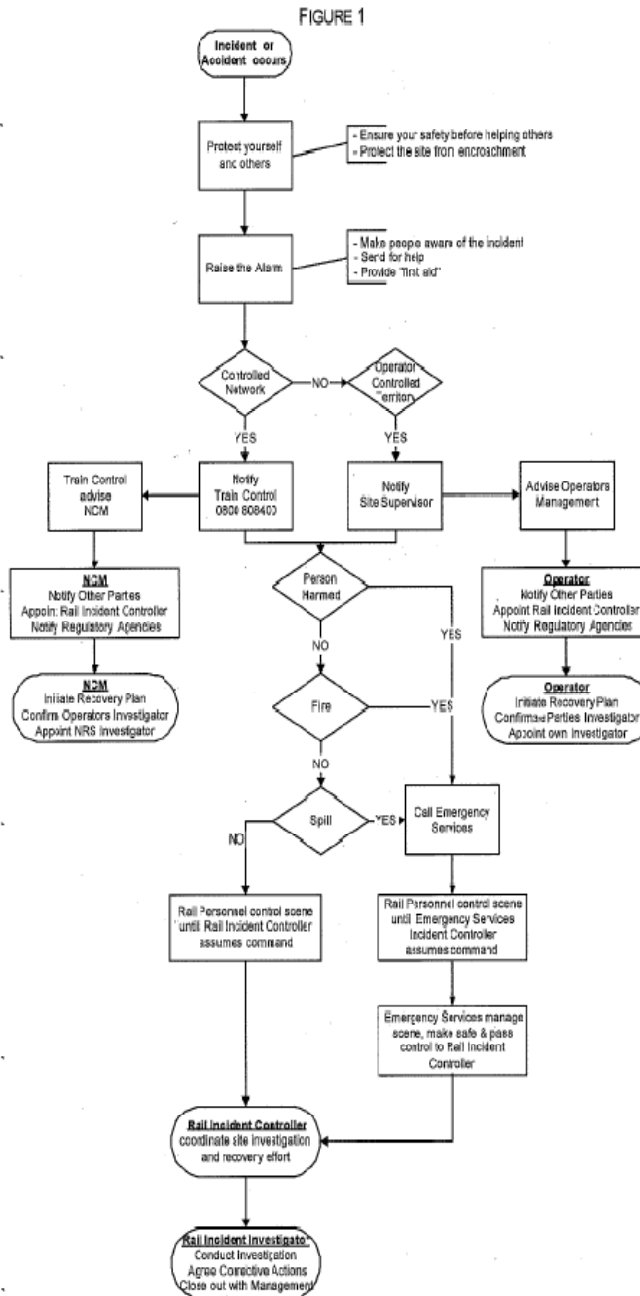 FIGURE 1
Incident or
Accident occurs
Protect yourself
and others
- Ensure your safety before helping others
- Protect the site from encroachment
Raise the Alarm
- Make people aware of the incident
- Send for help
- Provide "first aid"
Controlled
Network
NO
Operator
Controlled
Territory
YES
YES
Train Control
advise
NCM
Notify
Train Control
0800 808400
Notify
Site Supervisor
Advise Operators
Management
NCM
Notify Other Parties
Appoint Rail Incident Controller
Notify Regulatory Agencies
Person
Harmed
Operator
Notify Other Parties
Appoint Rail Incident Controller
Notify Regulatory Agencies
YES
NO
NCM
Initiate Recovery Plan
Confirm Operators Investigator
Appoint NRS Investigator
Fire
YES
Operator
Initiate Recovery Plan
Parties Investigator
Appoint own Investigator
NO
Spill
YES
NO
Call Emergency
Services
Rail Personnel control scene
until Rail Incident Controller
assumes command
Rail Personnel control scene
until Emergency Services
Incident Controller
assumes command
Emergency Services manage
scene, make safe & pass
control to Rail Incident
Controller
Rail Incident Controller
coordinate site investigation
and recovery effort
Rail Incident Investigator
Conduct Investigation
Agree Corrective Actions
Close out with Management